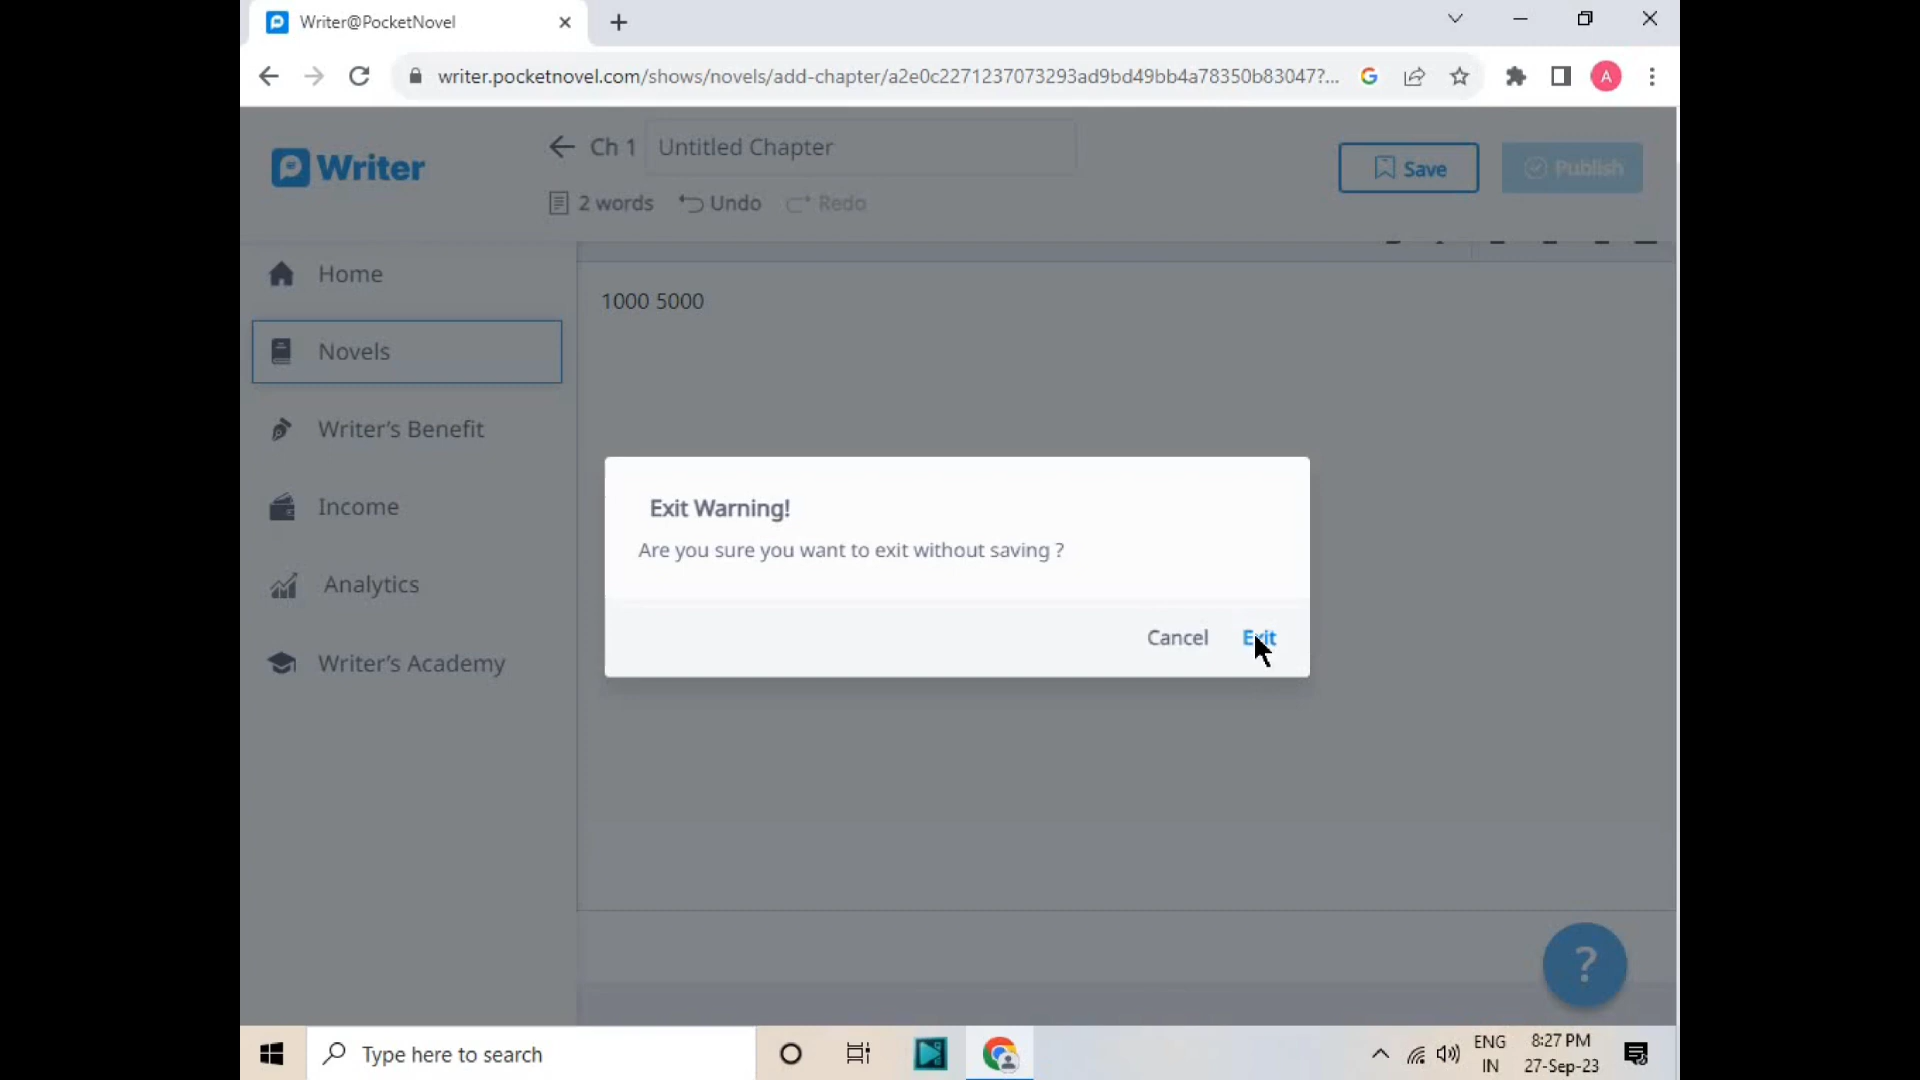 Writer@PocketNovel
writer.pocketnovel.com/shows/novels/add-chapter/a2e0c2271237073293ad9bd49bb4a78350b83047?...
A
Writer
Ch 1
Untitled Chapter
Save
Publish
2 words
Undo
Redo
Home
1000 5000
Novels
Writer's Benefit
Income
Analytics
Writer's Academy
Exit Warning!
Are you sure you want to exit without saving ?
Cancel
Exit
?
Type here to search
ENG
IN
8:27 PM
27-Sep-23